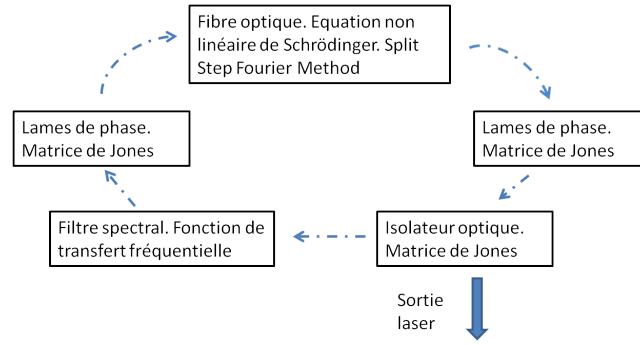 Fibre optique. Equation non
linéaire de Schrödinger. Split
Step Fourier Method
Lames de phase.
Matrice de Jones
Lames de phase.
Matrice de Jones
Filtre spectral. Fonction de
transfert fréquentielle
Isolateur optique.
Matrice de Jones
Sortie
laser